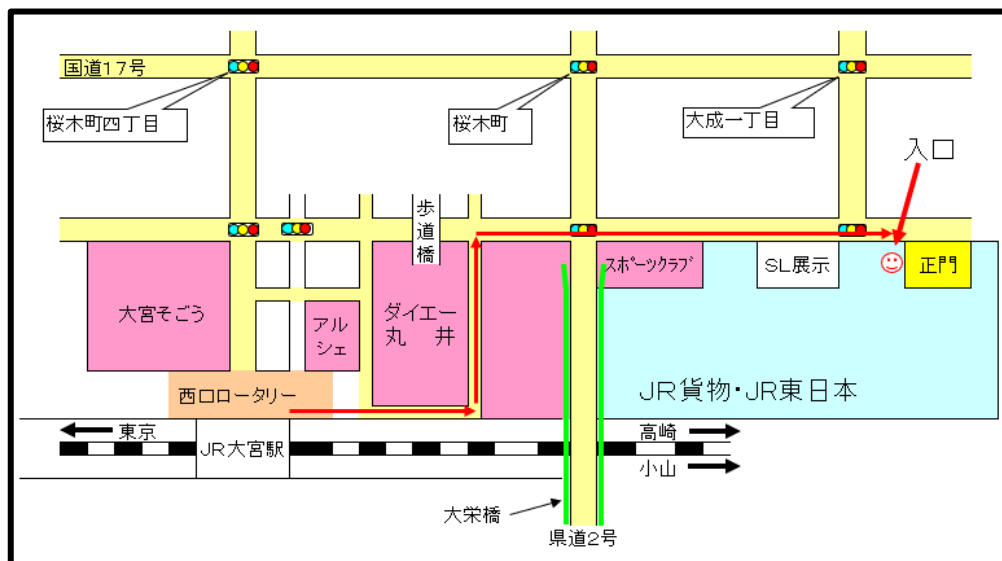 国道17号
桜木町四丁目
桜木町
大成一丁目
入口
歩道橋
大宮そごう
アル
シェ
ダイエー
丸井
スポーツクラブ
SL展示
正門
西口ロータリー
JR貨物・JR東日本
東京
JR大宮駅
高崎
小山
大栄橋
県道2号